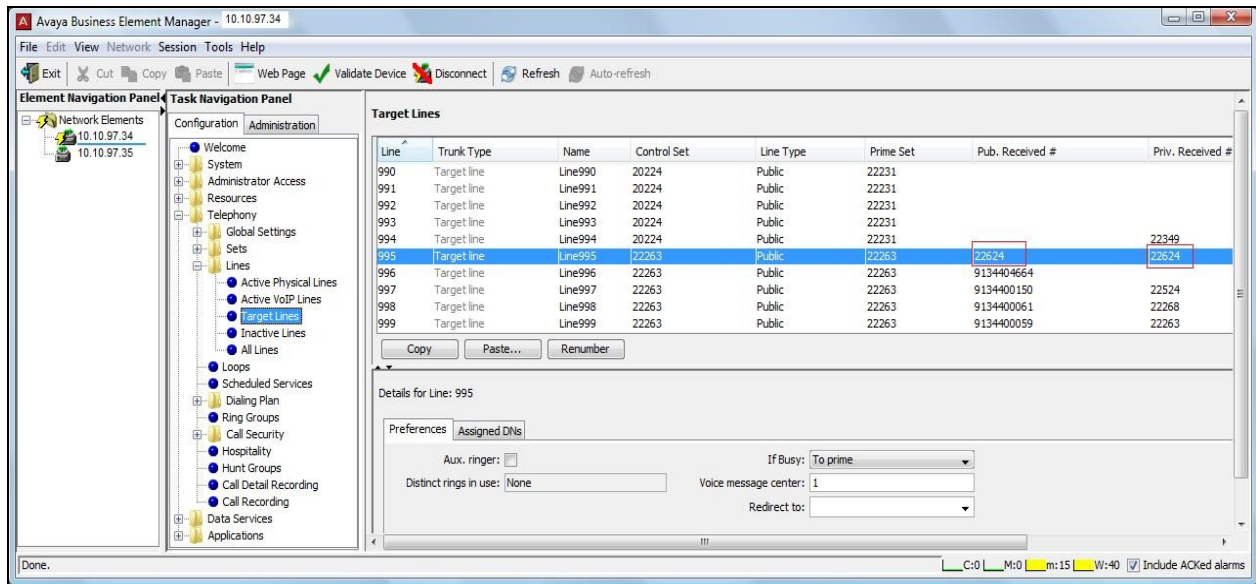 Avaya Business Element Manager - 10.10.97.34
File Edit View Network Session Tools Help
Exit Cut Copy Paste Web Page Validate Device Disconnect Refresh Auto-refresh
Element Navigation Panel
Network Elements
10.10.97.34
10.10.97.35
Task Navigation Panel
Configuration Administration
Welcome
System
Administrator Access
Resources
Telephony
Global Settings
Sets
Lines
Active Physical Lines
Active VoIP Lines
Target Lines
Inactive Lines
All Lines
Loops
Scheduled Services
Dialing Plan
Ring Groups
Call Security
Hospitality
Hunt Groups
Call Detail Recording
Call Recording
Data Services
Applications
Target Lines
Line Trunk Type Name Control Set Line Type Prime Set Pub. Received # Priv. Received #
990 Target line Line990 20224 Public 22231
991 Target line Line991 20224 Public 22231
992 Target line Line992 20224 Public 22231
993 Target line Line993 20224 Public 22231
994 Target line Line994 20224 Public 22231 22349
995 Target line Line995 22263 Public 22263 22624 22624
996 Target line Line996 22263 Public 22263 9134404664
997 Target line Line997 22263 Public 22263 9134400150 22524
998 Target line Line998 22263 Public 22263 9134400061 22268
999 Target line Line999 22263 Public 22263 9134400059 22263
Copy Paste... Renumber
Details for Line: 995
Preferences Assigned DNs
Aux. ringer: If Busy: To prime
Distinct rings in use: None Voice message center: 1
Redirect to:
Done. C:0 M:0 m:15 W:40 Include ACKed alarms